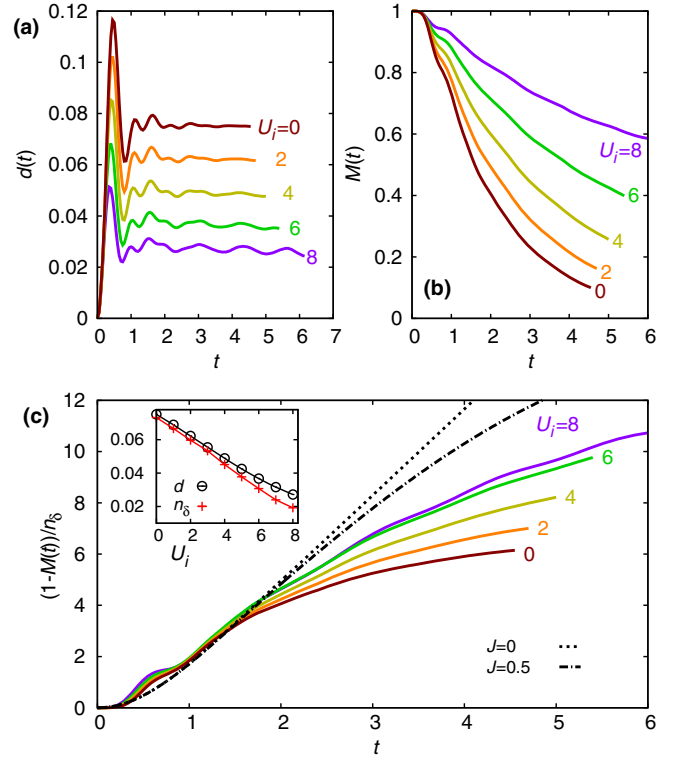 (a)
0.12
0.1
0.08
0.06
0.04
0.02
0
d(t)
0 1 2 3 4 5 6 7
t
U_i=0
2
4
6
8
1
0.8
0.6
0.4
0.2
0
M(t)
(b)
0 1 2 3 4 5 6
t
U_i=8
6
4
2
0
(c)
12
10
8
6
4
2
0
(1-M(t))/n_δ
0 1 2 3 4 5 6
t
U_i=8
6
4
2
0
J=0
J=0.5
0.06
0.04
0.02
d
n_δ
0 2 4 6 8
U_i